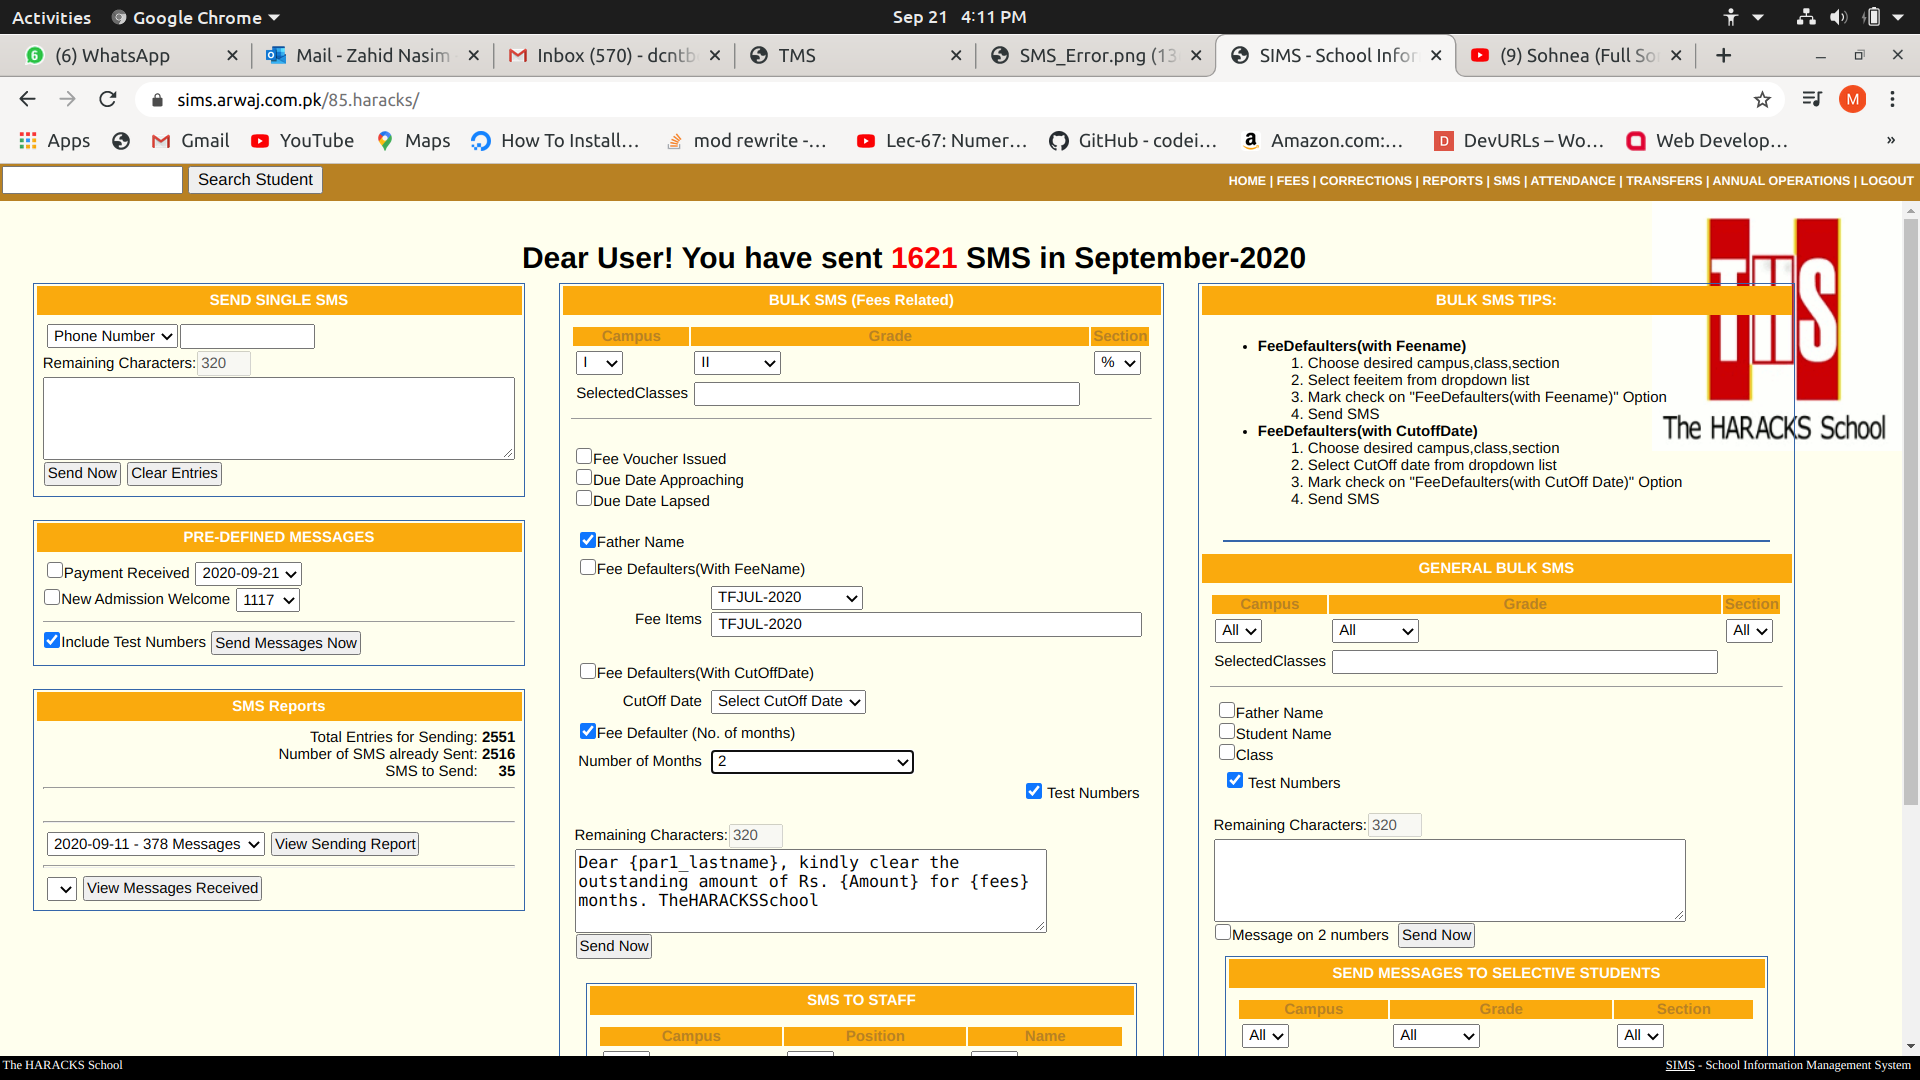 Activities
Google Chrome
Sep 21 4:11 PM
(6) WhatsApp
Mail - Zahid Nasim
Inbox (570) - dcntb
TMS
SMS_Error.png (13
SIMS - School Infor
(9) Sohnea (Full So
sims.arwaj.com.pk/85.haracks/
M
Apps
Gmail
YouTube
Maps
How To Install...
mod rewrite -...
Lec-67: Numer...
GitHub - codei...
Amazon.com:...
DevURLs – Wo...
Web Develop...
»
Search Student
HOME | FEES | CORRECTIONS | REPORTS | SMS | ATTENDANCE | TRANSFERS | ANNUAL OPERATIONS | LOGOUT
Dear User! You have sent 1621 SMS in September-2020
THS
The HARACKS School
SEND SINGLE SMS
Phone Number
Remaining Characters: 320
Send Now
Clear Entries
PRE-DEFINED MESSAGES
Payment Received 2020-09-21
New Admission Welcome 1117
Include Test Numbers Send Messages Now
SMS Reports
Total Entries for Sending: 2551
Number of SMS already Sent: 2516
SMS to Send: 35
2020-09-11 - 378 Messages View Sending Report
View Messages Received
BULK SMS (Fees Related)
Campus Grade Section
I II %
SelectedClasses
Fee Voucher Issued
Due Date Approaching
Due Date Lapsed
Father Name
Fee Defaulters(With FeeName)
TFJUL-2020
Fee Items
TFJUL-2020
Fee Defaulters(With CutOffDate)
CutOff Date Select CutOff Date
Fee Defaulter (No. of months)
Number of Months 2
Test Numbers
Remaining Characters: 320
Dear {par1_lastname}, kindly clear the
outstanding amount of Rs. {Amount} for {fees}
months. TheHARACKSSchool
Send Now
SMS TO STAFF
Campus Position Name
BULK SMS TIPS:
• FeeDefaulters(with Feename)
1. Choose desired campus,class,section
2. Select feeitem from dropdown list
3. Mark check on "FeeDefaulters(with Feename)" Option
4. Send SMS
• FeeDefaulters(with CutoffDate)
1. Choose desired campus,class,section
2. Select CutOff date from dropdown list
3. Mark check on "FeeDefaulters(with CutOff Date)" Option
4. Send SMS
GENERAL BULK SMS
Campus Grade Section
All All All
SelectedClasses
Father Name
Student Name
Class
Test Numbers
Remaining Characters: 320
Message on 2 numbers Send Now
SEND MESSAGES TO SELECTIVE STUDENTS
Campus Grade Section
All All All
The HARACKS School
SIMS - School Information Management System